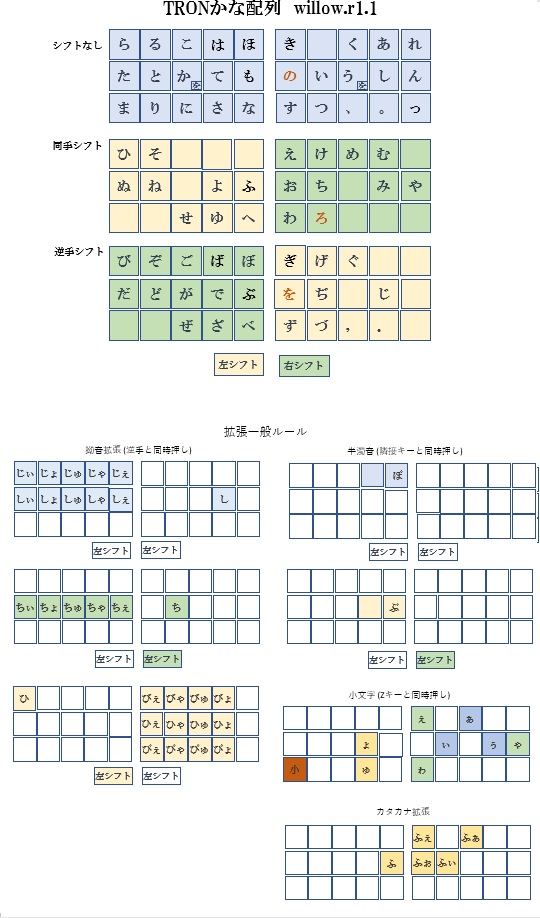 TRONかな配列 willow.r1.1
シフトなし
らるこはほ きくあれ
たとかをても のいうをしん
まりにさな すつ、。っ
同手シフト
ひそ えけめむ
ぬねよふ おちみや
せゆへ わろ
逆手シフト
びぞごばぼ ぎげぐ
だどがでぶ をぢじ
ぜざべ ずづ，．
左シフト 右シフト
拡張一般ルール
拗音拡張 (逆手と同時押し)
じぃ じょ じゅ じゃ じぇ
しぃ しょ しゅ しゃ しぇ し
左シフト 左シフト
ちぃ ちょ ちゅ ちゃ ちぇ ち
左シフト 左シフト
ひ びぇ びゃ びゅ びょ
ひぇ ひゃ ひゅ ひょ
ぴぇ ぴゃ ぴゅ ぴょ
左シフト 左シフト
半濁音 (隣接キーと同時押し)
ぽ
左シフト 左シフト
ぷ
左シフト 左シフト
小文字 (Zキーと同時押し)
ぇ ぁ
ょ ぃ ぅ ゃ
小 ゅ ゎ
カタカナ拡張
ふぇ ふぁ
ふ ふぉ ふぃ